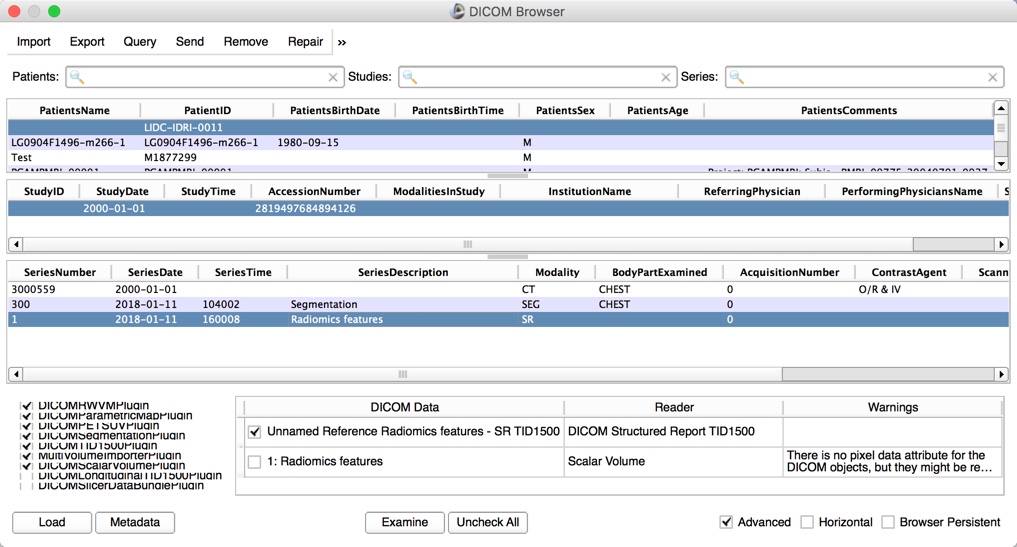 DICOM Browser
Import Export Query Send Remove Repair »
Patients: Studies: Series:
PatientsName PatientID PatientsBirthDate PatientsBirthTime PatientsSex PatientsAge PatientsComments
LIDC-IDRI-0011
LG0904F1496-m266-1 LG0904F1496-m266-1 1980-09-15 M
Test M1877299 M
StudyID StudyDate StudyTime AccessionNumber ModalitiesInStudy InstitutionName ReferringPhysician PerformingPhysiciansName S
2000-01-01 2819497684894126
SeriesNumber SeriesDate SeriesTime SeriesDescription Modality BodyPartExamined AcquisitionNumber ContrastAgent Scann
3000559 2000-01-01 CT CHEST 0 O/R & IV
300 2018-01-11 104002 Segmentation SEG CHEST 0
1 2018-01-11 160008 Radiomics features SR 0
DICOMRWVMPlugin
DICOMParametricMapPlugin
DICOMPETSUVPlugin
DICOMSegmentationPlugin
DICOMTID1500Plugin
MultiVolumeImporterPlugin
DICOMScalarVolumePlugin
DICOMLongitudinalTID1500Plugin
DICOMSlicerDataBundlePlugin
DICOM Data Reader Warnings
Unnamed Reference Radiomics features - SR TID1500 DICOM Structured Report TID1500
1: Radiomics features Scalar Volume There is no pixel data attribute for the
DICOM objects, but they might be re...
Load Metadata Examine Uncheck All Advanced Horizontal Browser Persistent